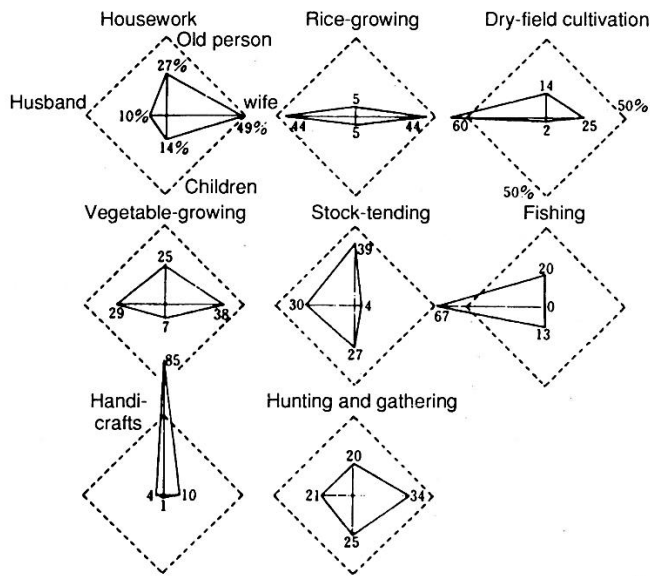 Housework
Rice-growing
Dry-field cultivation
Old person
27%
Husband
10%
wife
49%
14%
Children
5
44
44
5
14
50%
60
25
2
50%
Vegetable-growing
Stock-tending
Fishing
25
29
38
7
39
30
4
27
20
67
0
13
85
Handi-
crafts
Hunting and gathering
4
10
1
20
21
34
25